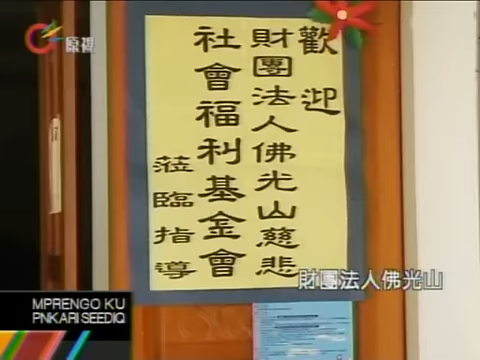 原視
歡迎
財團法人佛光山慈悲
社會福利基金會
蒞臨指導
財團法人佛光山
MPRENGO KU
PNKARI SEEDIQ